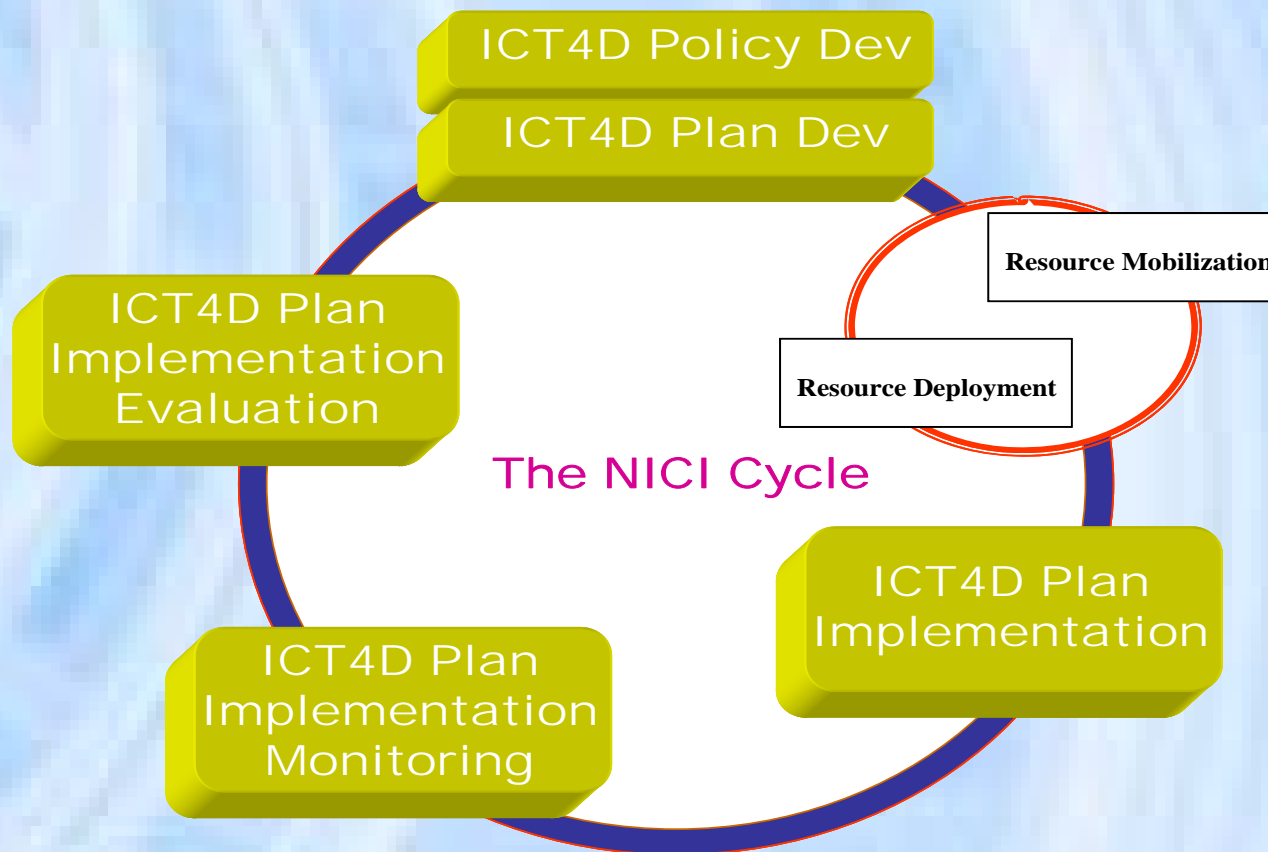 ICT4D Policy Dev
ICT4D Plan Dev
Resource Mobilization
Resource Deployment
ICT4D Plan
Implementation
Evaluation
The NICI Cycle
ICT4D Plan
Implementation
ICT4D Plan
Implementation
Monitoring